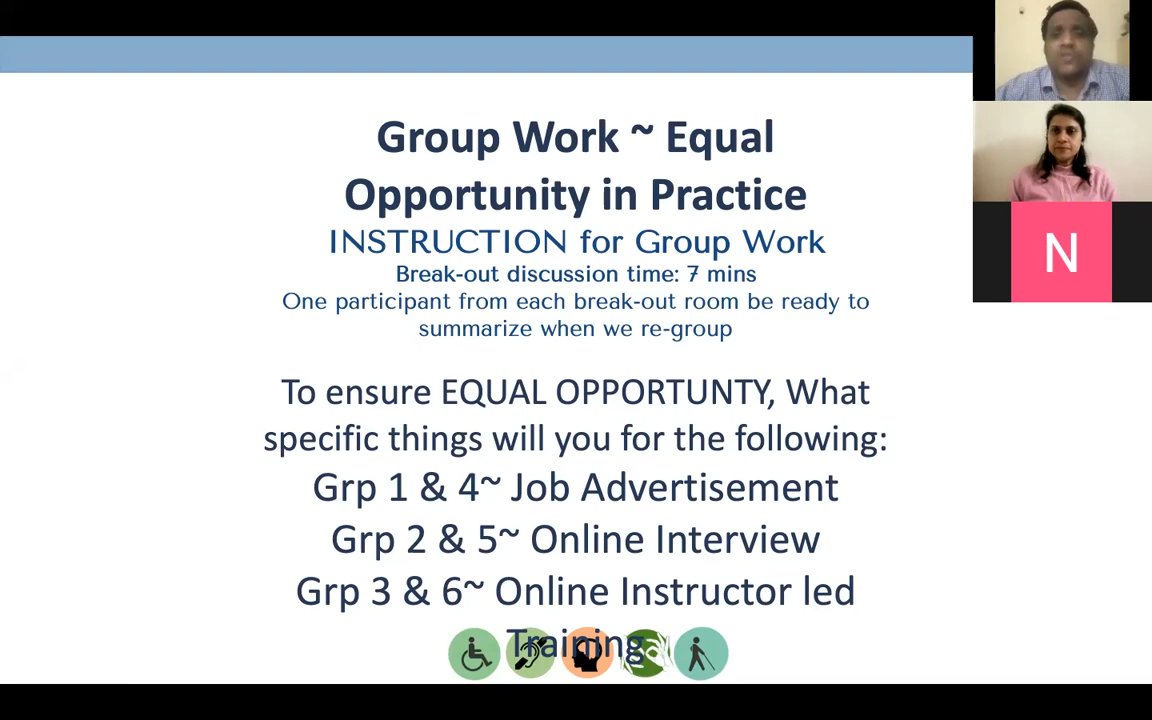 Group Work ~ Equal
Opportunity in Practice
INSTRUCTION for Group Work
Break-out discussion time: 7 mins
One participant from each break-out room be ready to
summarize when we re-group
To ensure EQUAL OPPORTUNTY, What
specific things will you for the following:
Grp 1 & 4~ Job Advertisement
Grp 2 & 5~ Online Interview
Grp 3 & 6~ Online Instructor led
Training
N